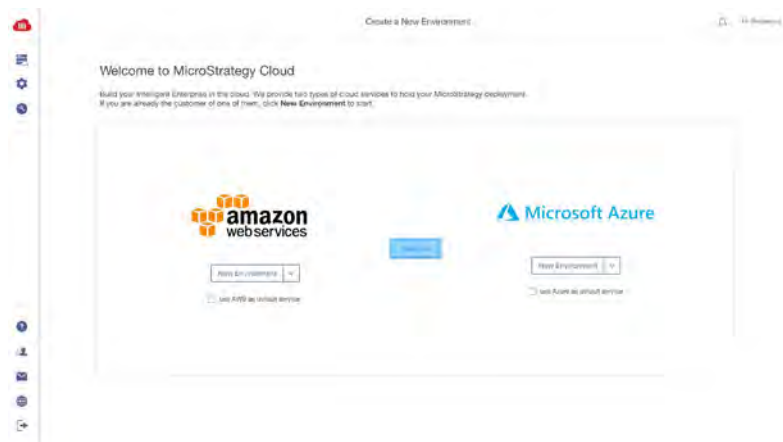 Create a New Environment
Welcome to MicroStrategy Cloud
Build your Intelligent Enterprise in the cloud. We provide two types of cloud services to hold your MicroStrategy deployment.
If you are already the customer of one of them, click New Environment to start.
amazon
webservices
Microsoft Azure
New Environment
New Environment
use AWS as default service
use Azure as default service